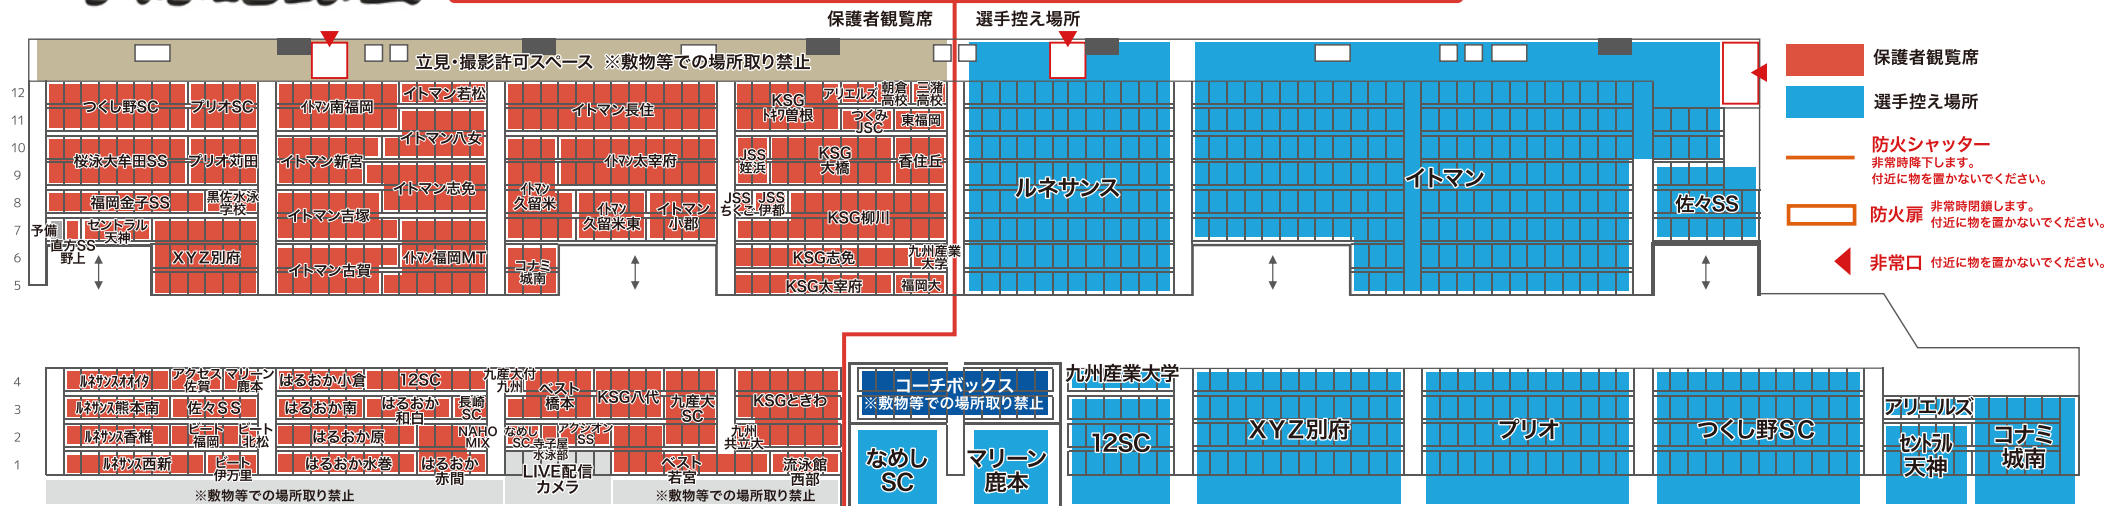 保護者観覧席
選手控え場所
立見・撮影許可スペース ※敷物等での場所取り禁止
12
11
10
9
8
7
6
5
つくし野SC
ブリオSC
桜泳大牟田SS
ブリオ苅田
福岡金子SS
黒佐水泳
学校
予備
セントラル
天神
直方SS
野上
XYZ別府
イトマン南福岡
イトマン若松
イトマン八女
イトマン新宮
イトマン志免
イトマン吉塚
イトマン古賀
イトマン福岡MT
イトマン長住
イトマン太宰府
イトマン
久留米
イトマン
久留米東
イトマン
小郡
コナミ
城南
KSG
トキワ曽根
アリエルズ
朝倉
高校
三潴
高校
つくみ
JSC
東福岡
JSS
姪浜
KSG
大橋
香住丘
JSS
ちくご
JSS
伊都
KSG柳川
KSG志免
九州産業
大学
KSG太宰府
福岡大
ルネサンス
イトマン
佐々SS
保護者観覧席
選手控え場所
防火シャッター
非常時降下します。
付近に物を置かないでください。
防火扉
非常時閉鎖します。
付近に物を置かないでください。
非常口
付近に物を置かないでください。
4
3
2
1
ルネサンスオオイタ
アクセス
佐賀
マリーン
鹿本
ルネサンス熊本南
佐々SS
ルネサンス香椎
ビート
福岡
ビート
北松
ルネサンス西新
ビート
伊万里
はるおか小倉
12SC
はるおか南
はるおか
和白
長崎
SC
はるおか原
NAHO
MIX
はるおか水巻
はるおか
赤間
九産大付
九州
ベスト
橋本
KSG八代
九産大
SC
KSGときわ
なめし
SC
寺子屋
水泳部
アクシオン
SS
九州
共立大
LIVE配信
カメラ
ベスト
若宮
流泳館
西部
※敷物等での場所取り禁止
※敷物等での場所取り禁止
コーチボックス
※敷物等での場所取り禁止
なめし
SC
マリーン
鹿本
九州産業大学
12SC
XYZ別府
ブリオ
つくし野SC
アリエルズ
セントラル
天神
コナミ
城南